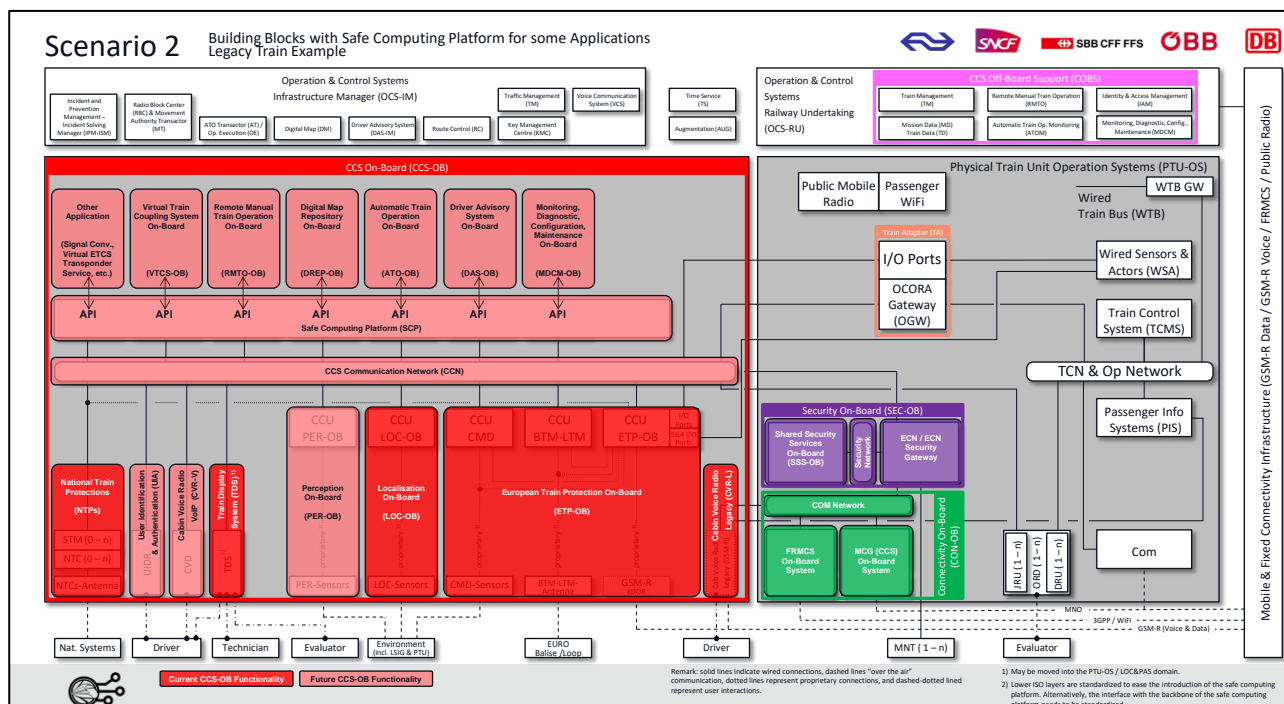 Scenario 2
Building Blocks with Safe Computing Platform for some Applications
Legacy Train Example
SNCF
SBB CFF FFS
ÖBB
DB
Operation & Control Systems
Infrastructure Manager (OCS-IM)
Incident and
Prevention
Management –
Incident Solving
Manager (IPM-ISM)
Radio Block Center
(RBC) & Movement
Authority Transactor
(MT)
ATO Transactor (AT) /
Op. Execution (OE)
Digital Map (DM)
Driver Advisory System
(DAS-IM)
Route Control (RC)
Traffic Management
(TM)
Key Management
Centre (KMC)
Voice Communication
System (VCS)
Time Service
(TS)
Augmentation (AUG)
Operation & Control
Systems
Railway Undertaking
(OCS-RU)
CCS Off-Board Support (COBS)
Train Management
(TM)
Remote Manual Train Operation
(RMTO)
Identity & Access Management
(IAM)
Mission Data (MD)
Train Data (TD)
Automatic Train Op. Monitoring
(ATOM)
Monitoring, Diagnostic, Config.,
Maintenance (MDCM)
Mobile & Fixed Connectivity Infrastructure (GSM-R Data / GSM-R Voice / FRMCS / Public Radio)
CCS On-Board (CCS-OB)
Other
Application
(Signal Conv.,
Virtual ETCS
Transponder
Service, etc.)
Virtual Train
Coupling System
On-Board
(VTCS-OB)
Remote Manual
Train Operation
On-Board
(RMTO-OB)
Digital Map
Repository
On-Board
(DREP-OB)
Automatic Train
Operation
On-Board
(ATO-OB)
Driver Advisory
System
On-Board
(DAS-OB)
Monitoring,
Diagnostic,
Configuration,
Maintenance
On-Board
(MDCM-OB)
API
API
API
API
API
API
API
Safe Computing Platform (SCP)
CCS Communication Network (CCN)
CCU
PER-OB
CCU
LOC-OB
CCU
CMD
CCU
BTM-LTM
CCU
ETP-OB
I/O
Ports
SIL4 I/O
Ports
National Train
Protections
(NTPs)
STM (0 – n)
NTC (0 – n)
NTCs-Antenna
User Identification
& Authentication (UIA)
UIDR
Cabin Voice Radio
VoIP (CVR-V)
CVD
Train Display
System (TDS) 1)
TDS 1)
Perception
On-Board
(PER-OB)
proprietary
PER-Sensors
Localisation
On-Board
(LOC-OB)
proprietary
LOC-Sensors
European Train Protection On-Board
(ETP-OB)
proprietary
CMD-Sensors
proprietary
BTM-LTM-
Antenna
GSM-R
EDOR
Cabin Voice Radio
Legacy (CVR-L)
Cab Voice Radio
Legacy (GSM-R)
Physical Train Unit Operation Systems (PTU-OS)
Public Mobile
Radio
Passenger
WiFi
WTB GW
Wired
Train Bus (WTB)
Train Adapter (TA)
I/O Ports
OCORA
Gateway
(OGW)
Wired Sensors &
Actors (WSA)
Train Control
System (TCMS)
TCN & Op Network
Passenger Info
Systems (PIS)
Security On-Board (SEC-OB)
Shared Security
Services
On-Board
(SSS-OB)
Security
Network
ECN / ECN
Security
Gateway
COM Network
FRMCS
On-Board
System
MCG (CCS)
On-Board
System
Connectivity On-Board
(CON-OB)
JRU (1 – n)
ORD (1 – n)
DRU (1 – n)
Com
MNO
3GPP / WiFi
GSM-R (Voice & Data)
Nat. Systems
Driver
Technician
Evaluator
Environment
(incl. LSIG & PTU)
EURO
Balise /Loop
Driver
MNT ( 1 – n)
Evaluator
Current CCS-OB Functionality
Future CCS-OB Functionality
Remark: solid lines indicate wired connections, dashed lines "over the air"
communication, dotted lines represent proprietary connections, and dashed-dotted lined
represent user interactions.
1) May be moved into the PTU-OS / LOC&PAS domain.
2) Lower ISO layers are standardized to ease the introduction of the safe computing
platform. Alternatively, the interface with the backbone of the safe computing
platform needs to be standardised.